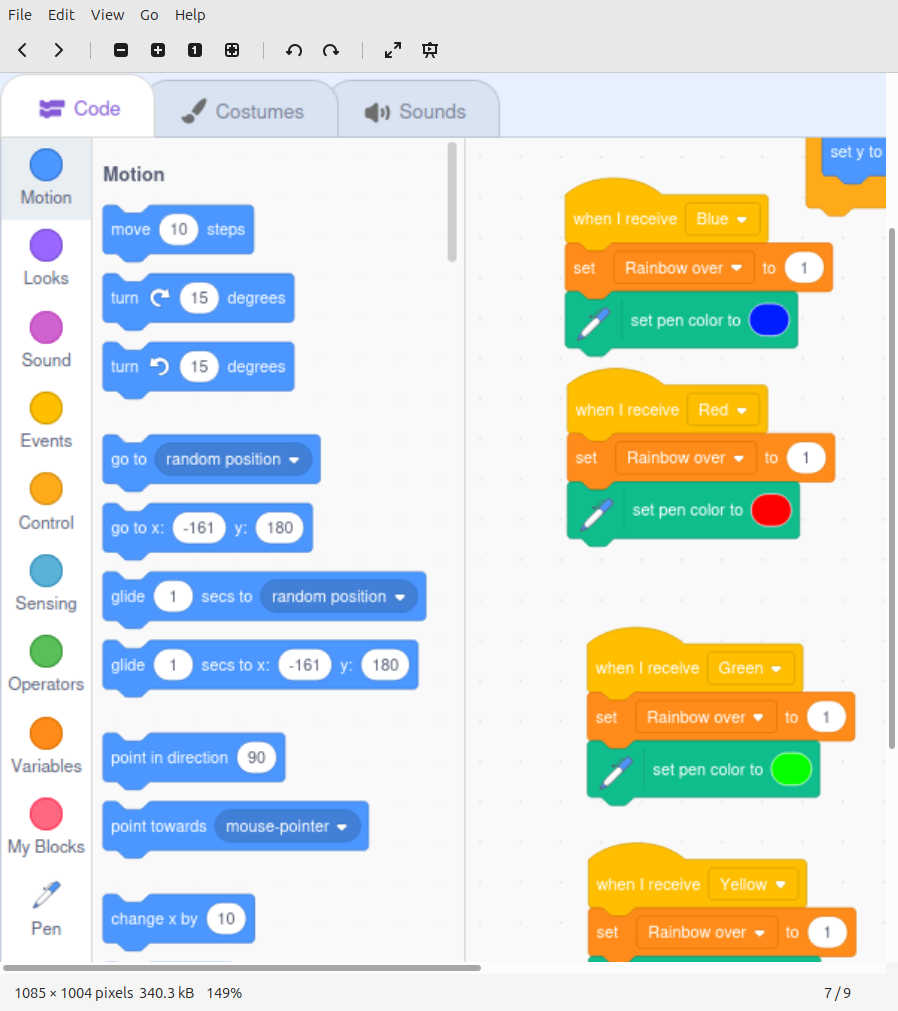 File Edit View Go Help
1
Code Costumes Sounds
Motion
Looks
Sound
Events
Control
Sensing
Operators
Variables
My Blocks
Pen
Motion
move 10 steps
turn 15 degrees
turn 15 degrees
go to random position
go to x: -161 y: 180
glide 1 secs to random position
glide 1 secs to x: -161 y: 180
point in direction 90
point towards mouse-pointer
change x by 10
set y to
when I receive Blue
set Rainbow over to 1
set pen color to
when I receive Red
set Rainbow over to 1
set pen color to
when I receive Green
set Rainbow over to 1
set pen color to
when I receive Yellow
set Rainbow over to 1
1085 × 1004 pixels 340.3 kB 149% 7 / 9